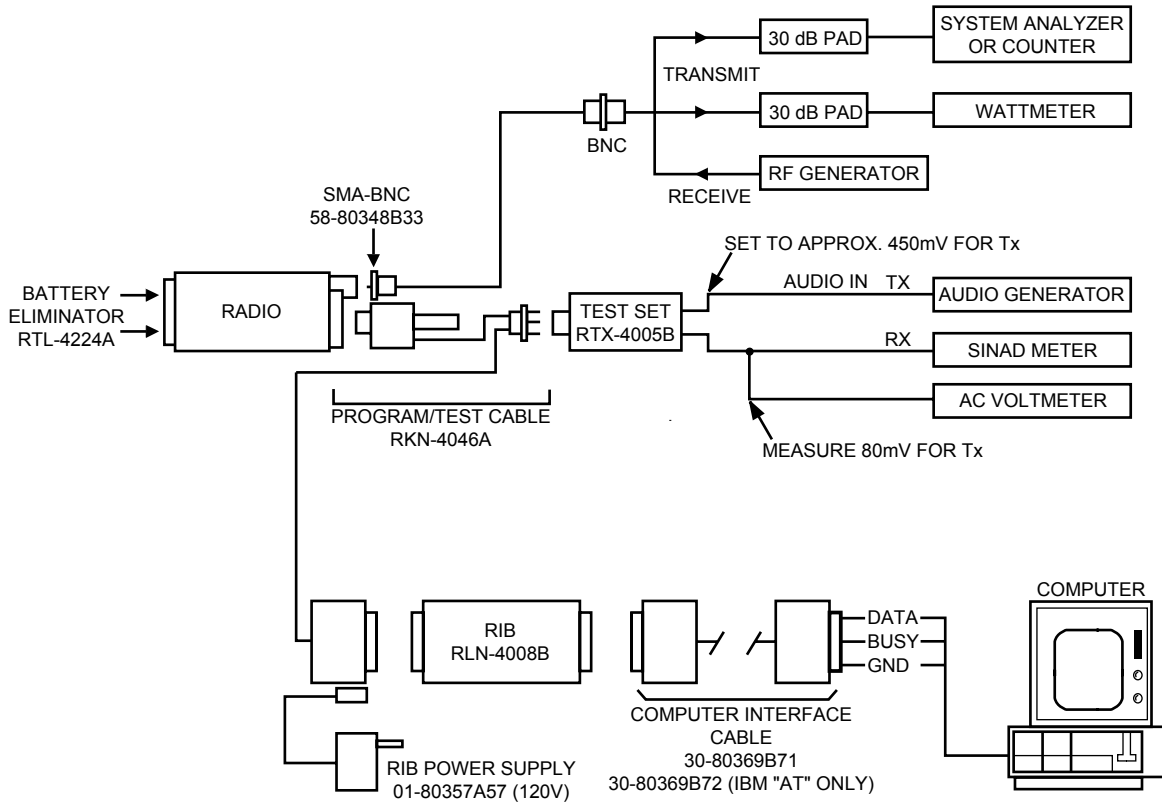 30 dB PAD
SYSTEM ANALYZER
OR COUNTER
TRANSMIT
30 dB PAD
WATTMETER
BNC
RF GENERATOR
RECEIVE
SMA-BNC
58-80348B33
SET TO APPROX. 450mV FOR Tx
BATTERY
ELIMINATOR
RTL-4224A
RADIO
TEST SET
RTX-4005B
AUDIO IN TX
AUDIO GENERATOR
RX
SINAD METER
AC VOLTMETER
PROGRAM/TEST CABLE
RKN-4046A
MEASURE 80mV FOR Tx
RIB
RLN-4008B
DATA
BUSY
GND
COMPUTER
COMPUTER INTERFACE
CABLE
30-80369B71
30-80369B72 (IBM "AT" ONLY)
RIB POWER SUPPLY
01-80357A57 (120V)